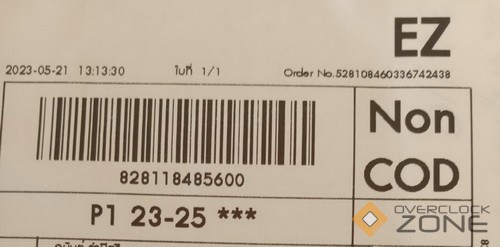 EZ
2023-05-21 13:13:30 ใบที่ 1/1 Order No.528108460336742438
Non
COD
828118485600
P1 23-25 ***
OVERCLOCK
ZONE